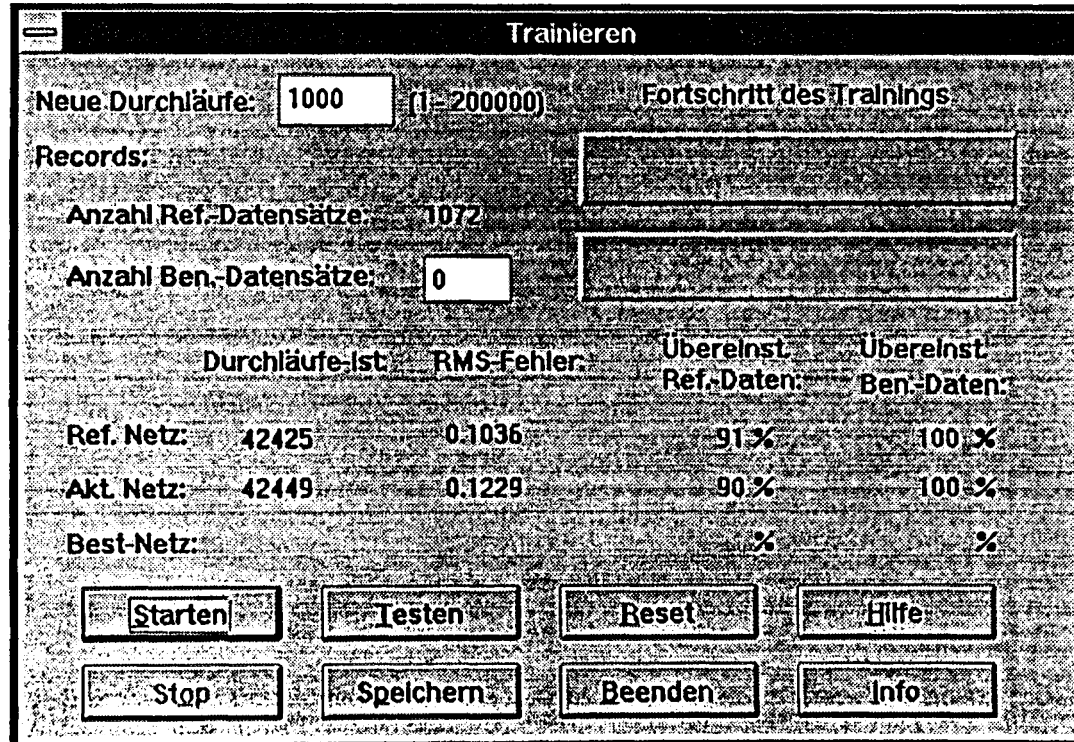 Trainieren
Neue Durchläufe: 1000 (1 - 200000) Fortschritt des Trainings
Records:
Anzahl Ref.-Datensätze: 1072
Anzahl Ben.-Datensätze: 0
Durchläufe-Ist: RMS-Fehler: Übereinst. Ref.-Daten: Übereinst. Ben.-Daten:
Ref. Netz: 42425 0.1036 91 % 100 %
Akt. Netz: 42449 0.1229 90 % 100 %
Best-Netz: % %
Starten Testen Reset Hilfe
Stop Speichern Beenden Info